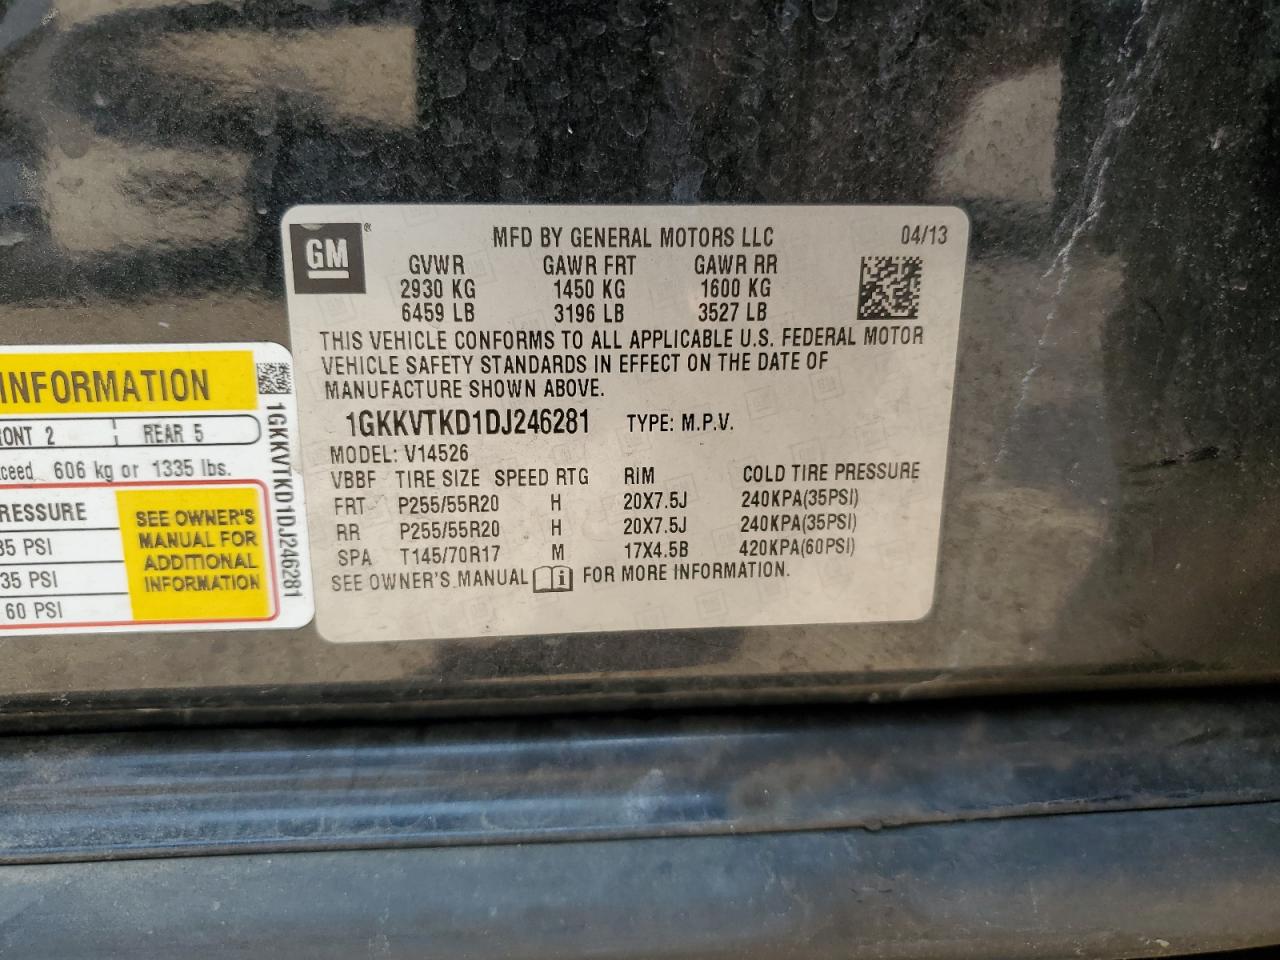 GM®
MFD BY GENERAL MOTORS LLC 04/13
GVWR GAWR FRT GAWR RR
2930 KG 1450 KG 1600 KG
6459 LB 3196 LB 3527 LB
THIS VEHICLE CONFORMS TO ALL APPLICABLE U.S. FEDERAL MOTOR
VEHICLE SAFETY STANDARDS IN EFFECT ON THE DATE OF
MANUFACTURE SHOWN ABOVE.
1GKKVTKD1DJ246281 TYPE: M.P.V.
MODEL: V14526
VBBF TIRE SIZE SPEED RTG RIM COLD TIRE PRESSURE
FRT P255/55R20 H 20X7.5J 240KPA(35PSI)
RR P255/55R20 H 20X7.5J 240KPA(35PSI)
SPA T145/70R17 M 17X4.5B 420KPA(60PSI)
SEE OWNER'S MANUAL i FOR MORE INFORMATION.
INFORMATION
ONT 2 REAR 5
ceed 606 kg or 1335 lbs.
RESSURE
35 PSI
35 PSI
60 PSI
SEE OWNER'S
MANUAL FOR
ADDITIONAL
INFORMATION
1GKKVTKD1DJ246281